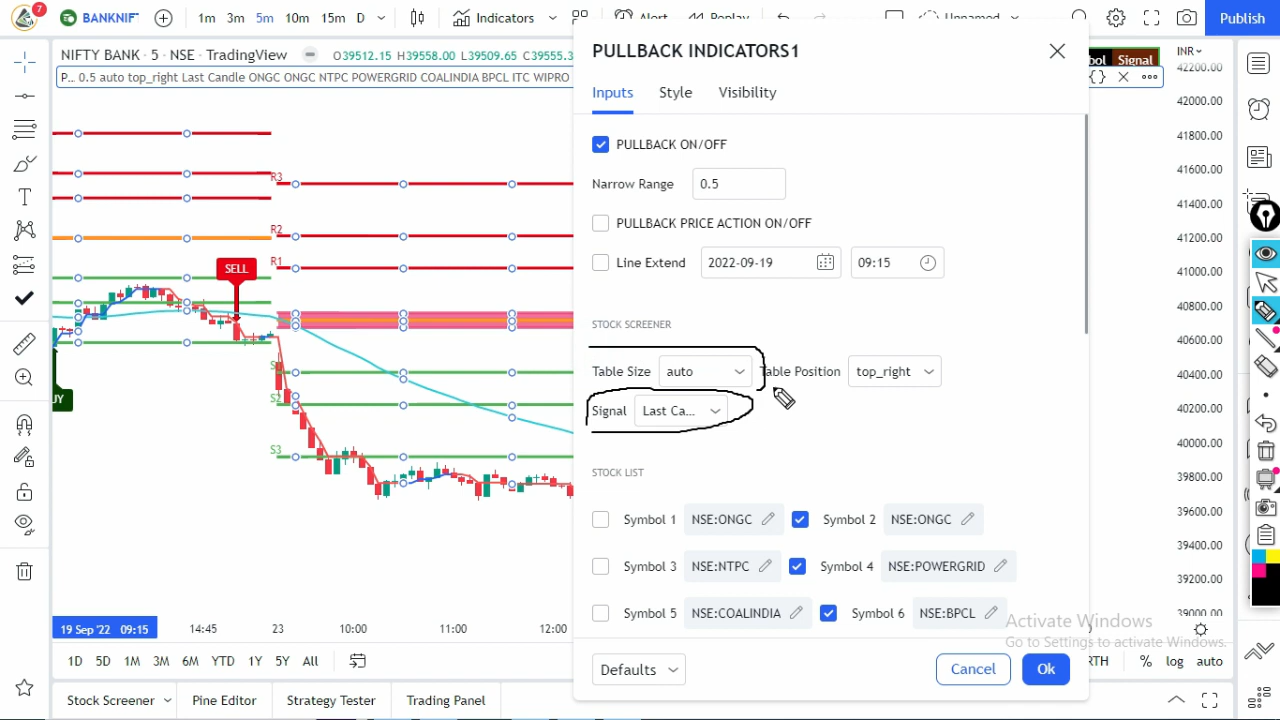 7
BANKNIF
1m 3m 5m 10m 15m D
Indicators
Alert
Replay
Unnamed
Publish
NIFTY BANK · 5 · NSE · TradingView
O39512.15 H39558.00 L39509.65 C39555.3
P... 0.5 auto top_right Last Candle ONGC ONGC NTPC POWERGRID COALINDIA BPCL ITC WIPRO
bol Signal
INR
R3
R2
R1
S2
S3
SELL
UY
PULLBACK INDICATORS1
Inputs Style Visibility
PULLBACK ON/OFF
Narrow Range 0.5
PULLBACK PRICE ACTION ON/OFF
Line Extend 2022-09-19 09:15
STOCK SCREENER
Table Size auto Table Position top_right
Signal Last Ca...
STOCK LIST
Symbol 1 NSE:ONGC Symbol 2 NSE:ONGC
Symbol 3 NSE:NTPC Symbol 4 NSE:POWERGRID
Symbol 5 NSE:COALINDIA Symbol 6 NSE:BPCL
Defaults Cancel Ok
42200.00
42000.00
41800.00
41600.00
41400.00
41200.00
41000.00
40800.00
40600.00
40400.00
40200.00
40000.00
39800.00
39600.00
39400.00
39200.00
39000.00
Activate Windows
Go to Settings to activate Windows.
19 Sep '22 09:15 14:45 23 10:00 11:00 12:00
1D 5D 1M 3M 6M YTD 1Y 5Y All
RTH % log auto
Stock Screener Pine Editor Strategy Tester Trading Panel